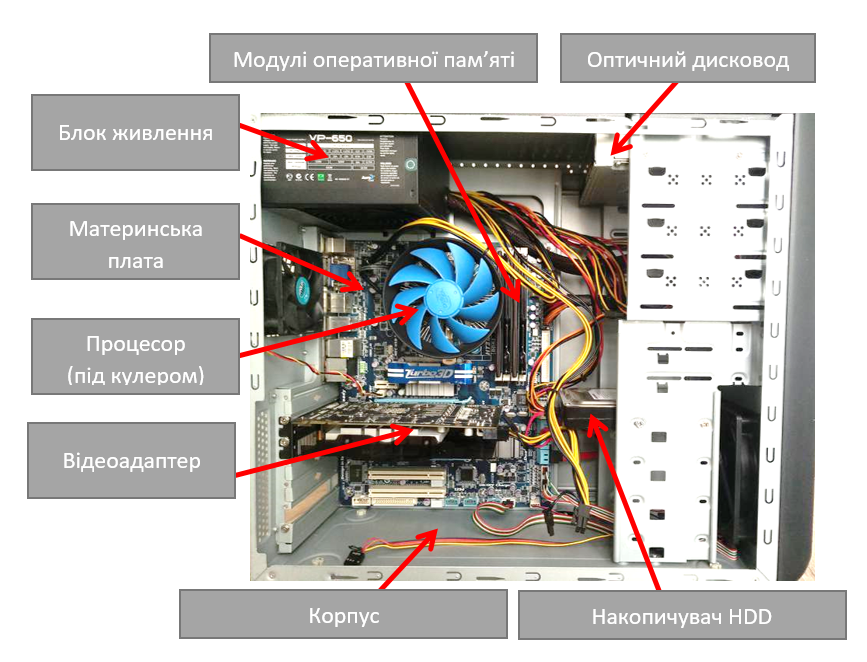 Модулі оперативної пам’яті
Оптичний дисковод
Блок живлення
VP-650
Материнська
плата
Процесор
(під кулером)
Turbo3D
Відеоадаптер
Корпус
Накопичувач HDD